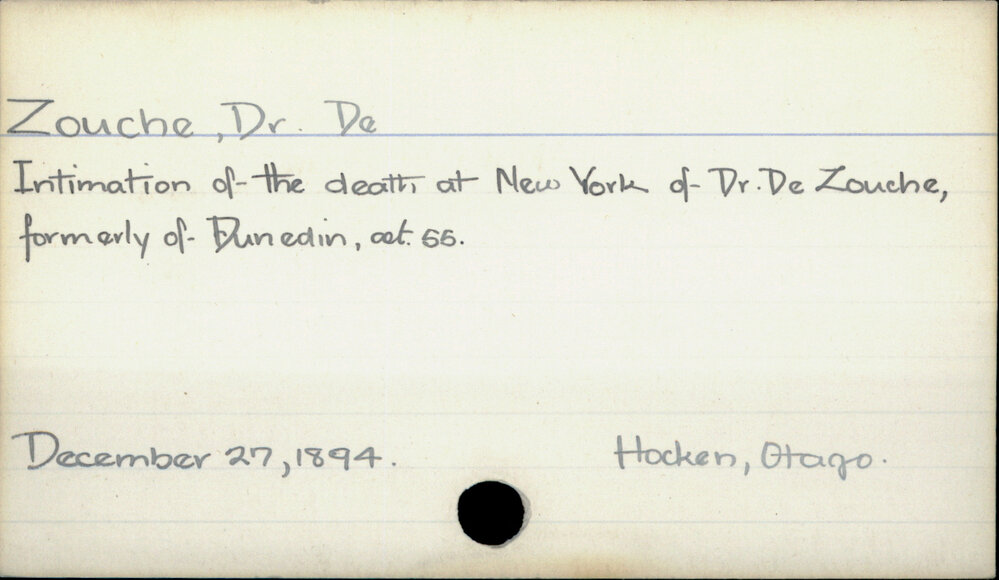 Zouche, Dr. De
Intimation of the death at New York of Dr. De Zouche,
formerly of Dunedin, aet. 55.
December 27, 1894. Hocken, Otago.